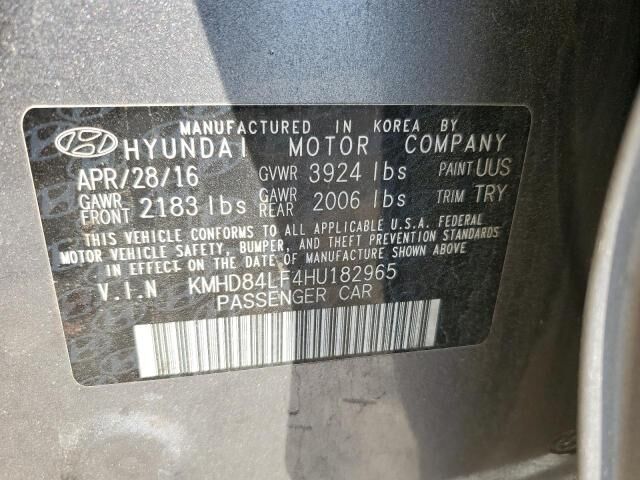 MANUFACTURED IN KOREA BY
HYUNDAI MOTOR COMPANY
APR/28/16 GVWR 3924 lbs PAINT UUS
GAWR FRONT 2183 lbs GAWR REAR 2006 lbs TRIM TRY
THIS VEHICLE CONFORMS TO ALL APPLICABLE U.S.A. FEDERAL
MOTOR VEHICLE SAFETY, BUMPER, AND THEFT PREVENTION STANDARDS
IN EFFECT ON THE DATE OF MANUFACTURE SHOWN ABOVE
V.I.N KMHD84LF4HU182965
PASSENGER CAR